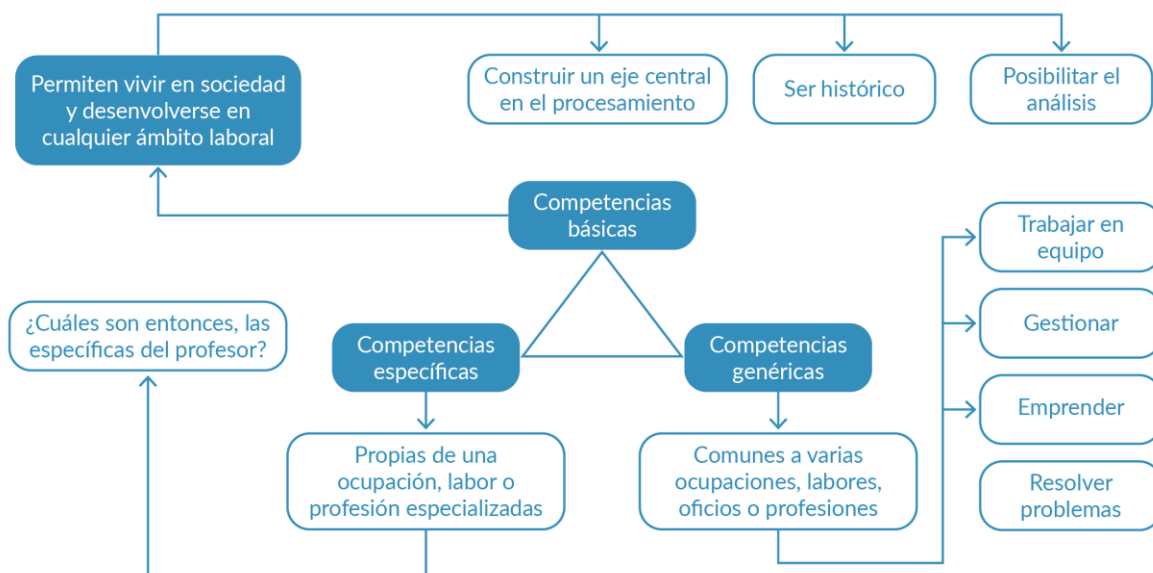 Permiten vivir en sociedad
y desenvolverse en
cualquier ámbito laboral
Construir un eje central
en el procesamiento
Ser histórico
Posibilitar el
análisis
Competencias
básicas
Trabajar en
equipo
¿Cuáles son entonces, las
específicas del profesor?
Competencias
específicas
Competencias
genéricas
Gestionar
Emprender
Propias de una
ocupación, labor o
profesión especializadas
Comunes a varias
ocupaciones, labores,
oficios o profesiones
Resolver
problemas